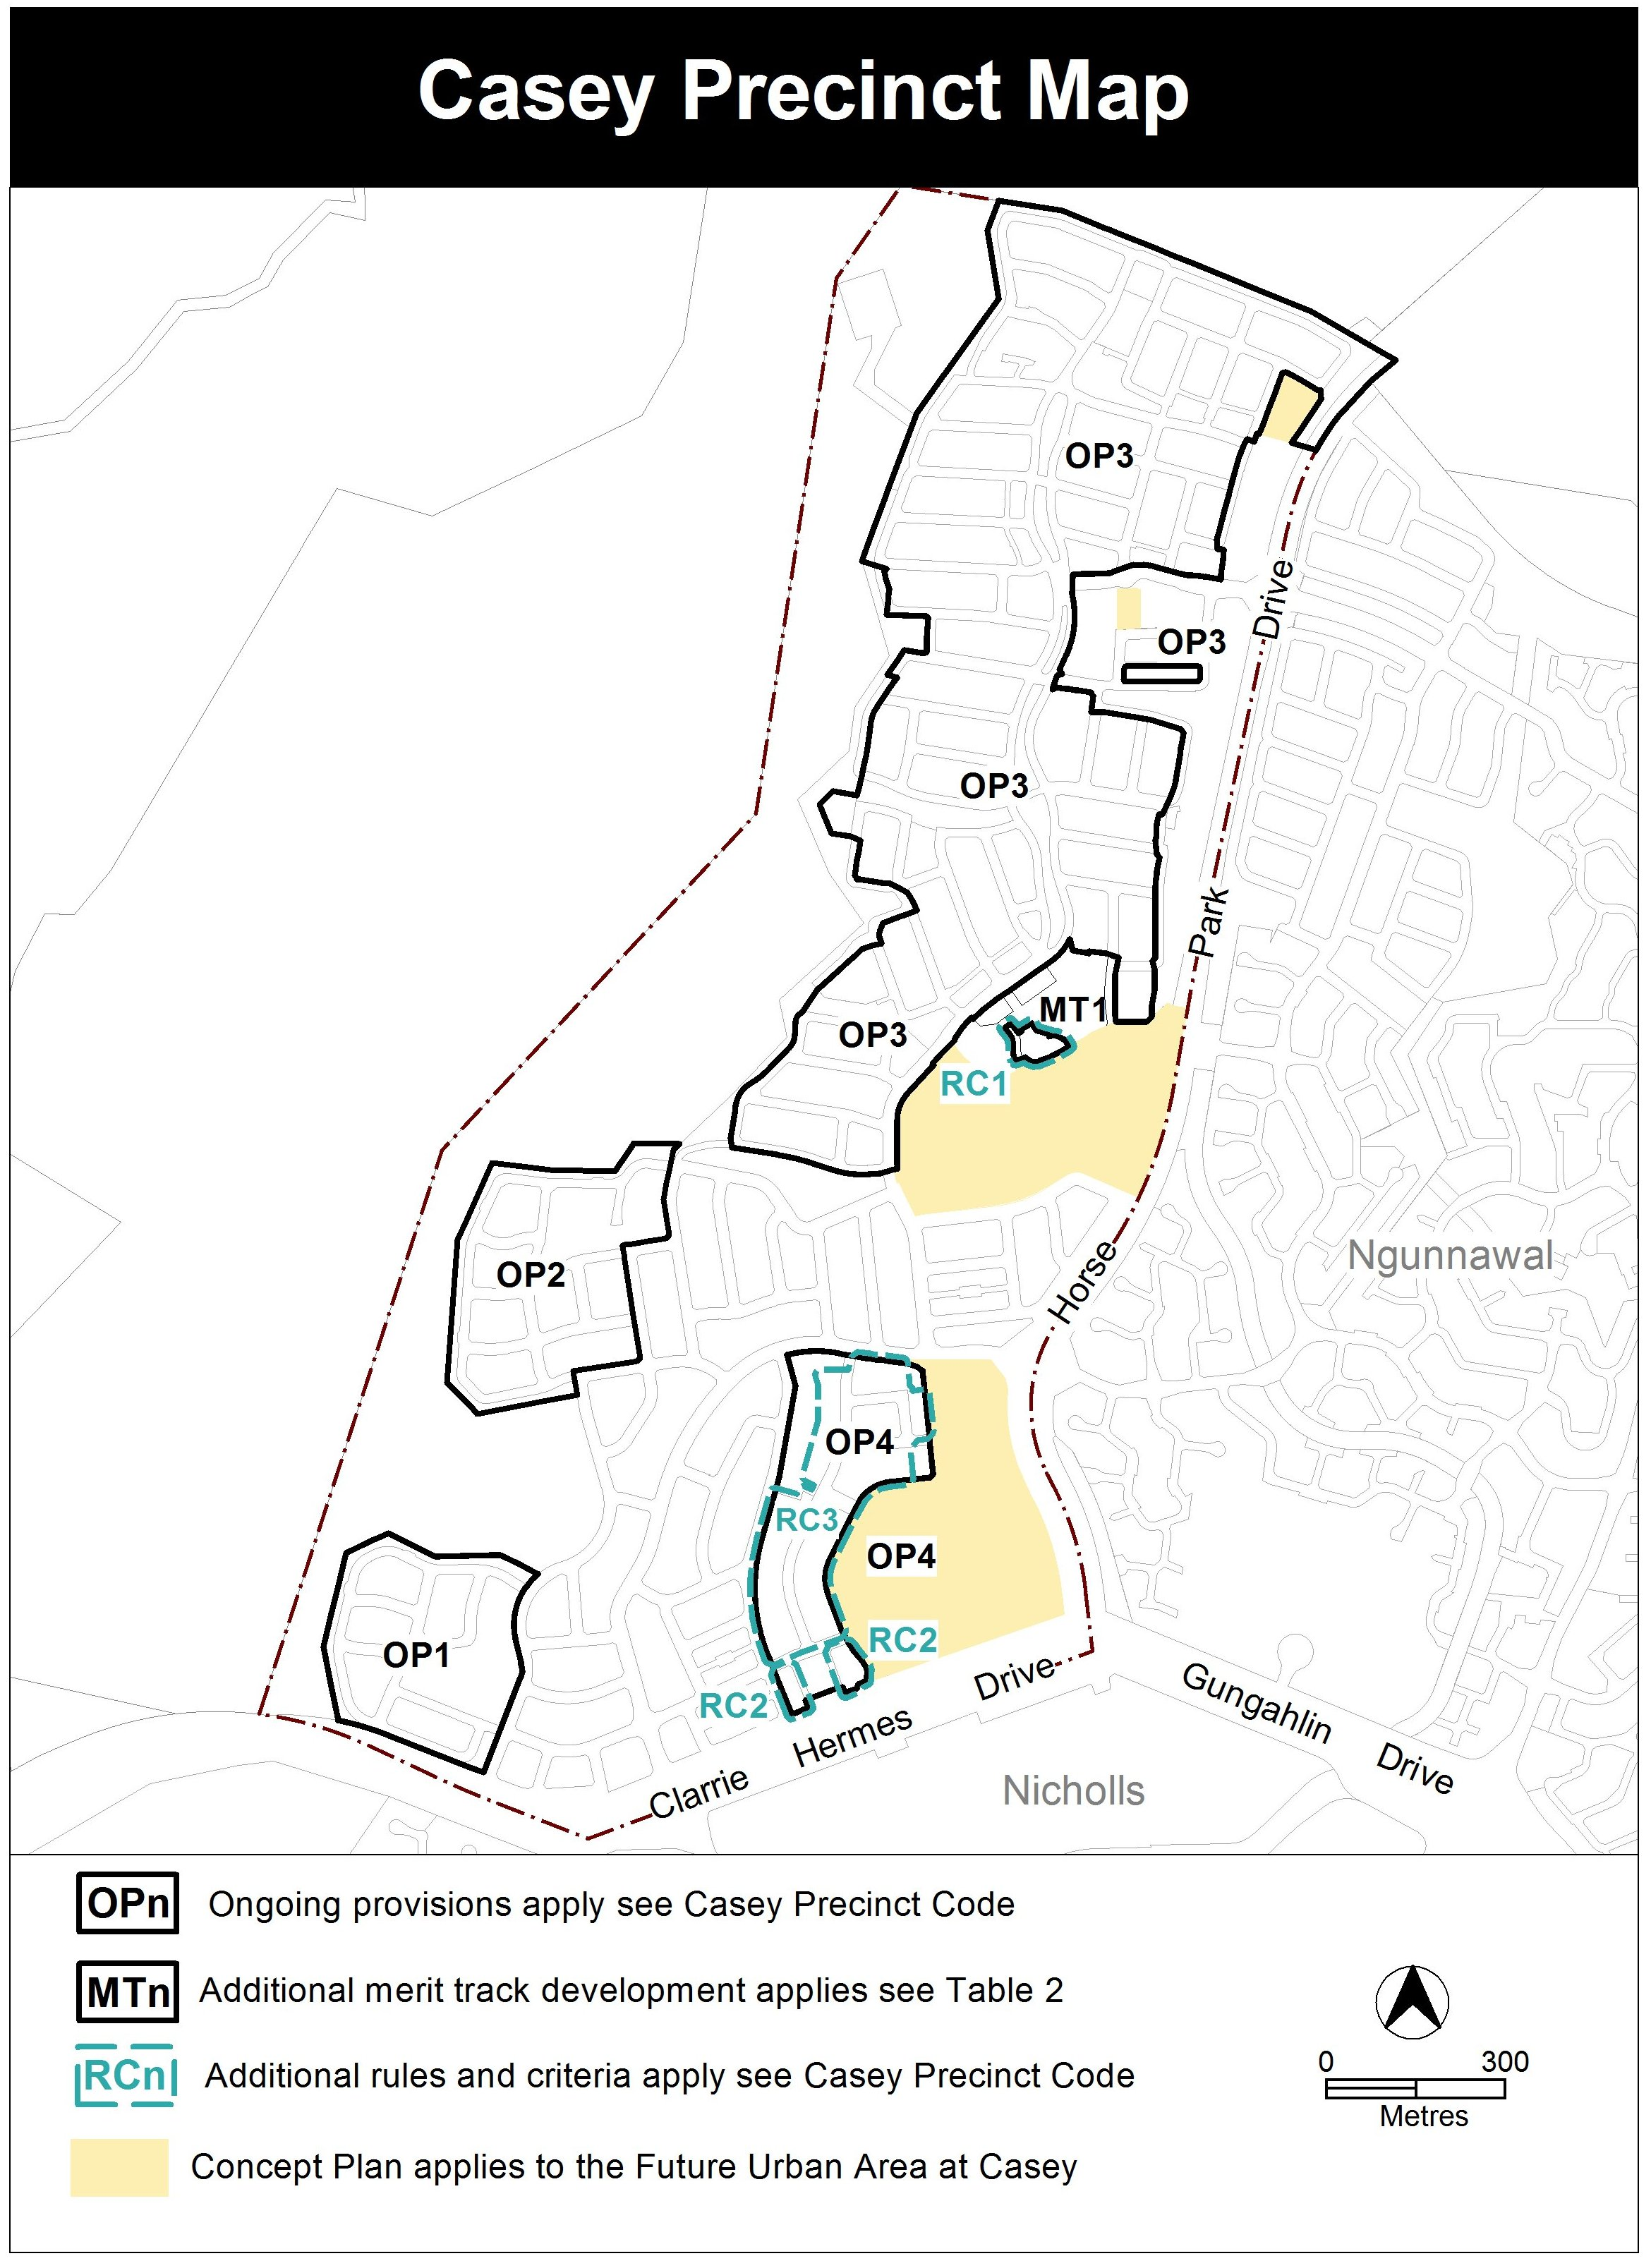 Casey Precinct Map
OP3
Drive
OP3
OP3
Park
MT1
OP3
RC1
Horse
Ngunnawal
OP2
OP4
RC3
OP4
RC2
OP1
RC2
Clarrie Hermes Drive
Gungahlin Drive
Nicholls
OPn Ongoing provisions apply see Casey Precinct Code
MTn Additional merit track development applies see Table 2
RCn Additional rules and criteria apply see Casey Precinct Code
Concept Plan applies to the Future Urban Area at Casey
0 300
Metres